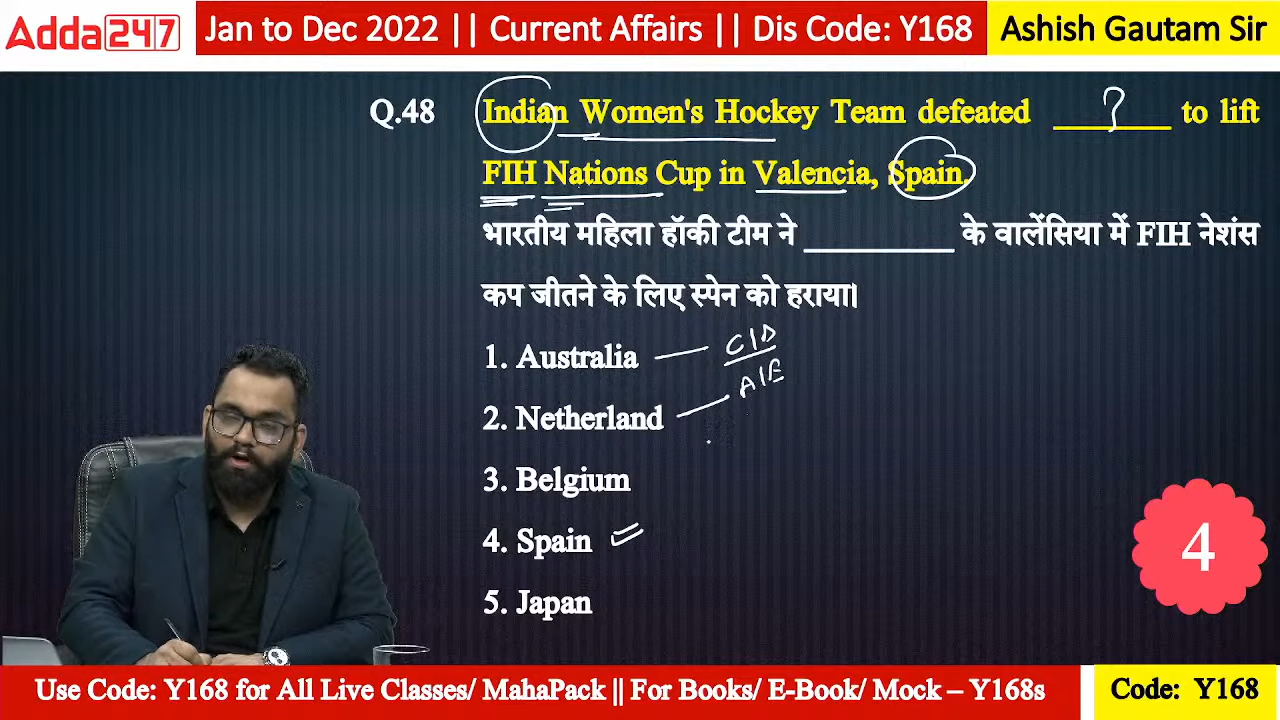 Adda247
Jan to Dec 2022 || Current Affairs || Dis Code: Y168
Ashish Gautam Sir
Q.48 Indian Women's Hockey Team defeated ________ ? to lift
FIH Nations Cup in Valencia, Spain.
भारतीय महिला हॉकी टीम ने __________ के वालेंसिया में FIH नेशंस
कप जीतने के लिए स्पेन को हराया।
1. Australia — C/D
2. Netherland — A/E
3. Belgium
4. Spain
5. Japan
4
Use Code: Y168 for All Live Classes/ MahaPack || For Books/ E-Book/ Mock – Y168s
Code: Y168